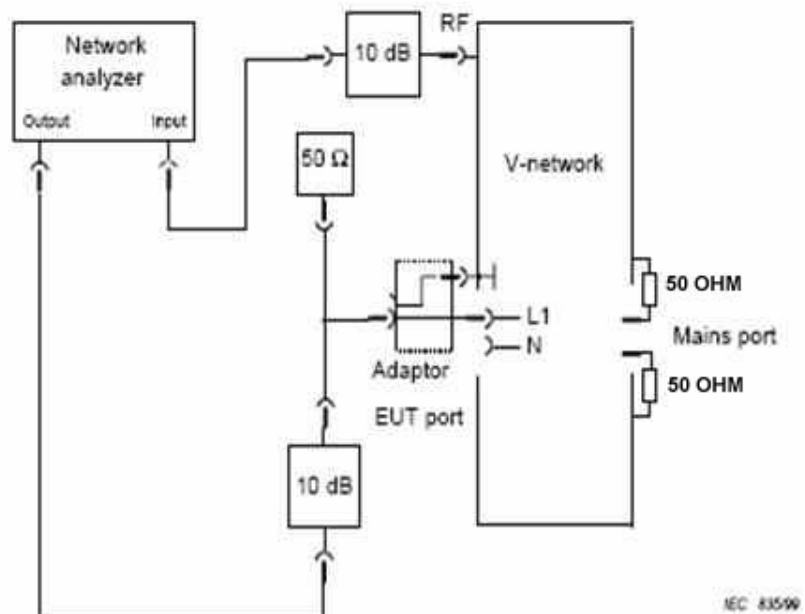 Network
analyzer
Output
Input
10 dB
RF
50 Ω
V-network
50 OHM
L1
N
Mains port
Adaptor
EUT port
50 OHM
10 dB
IEC 835/99